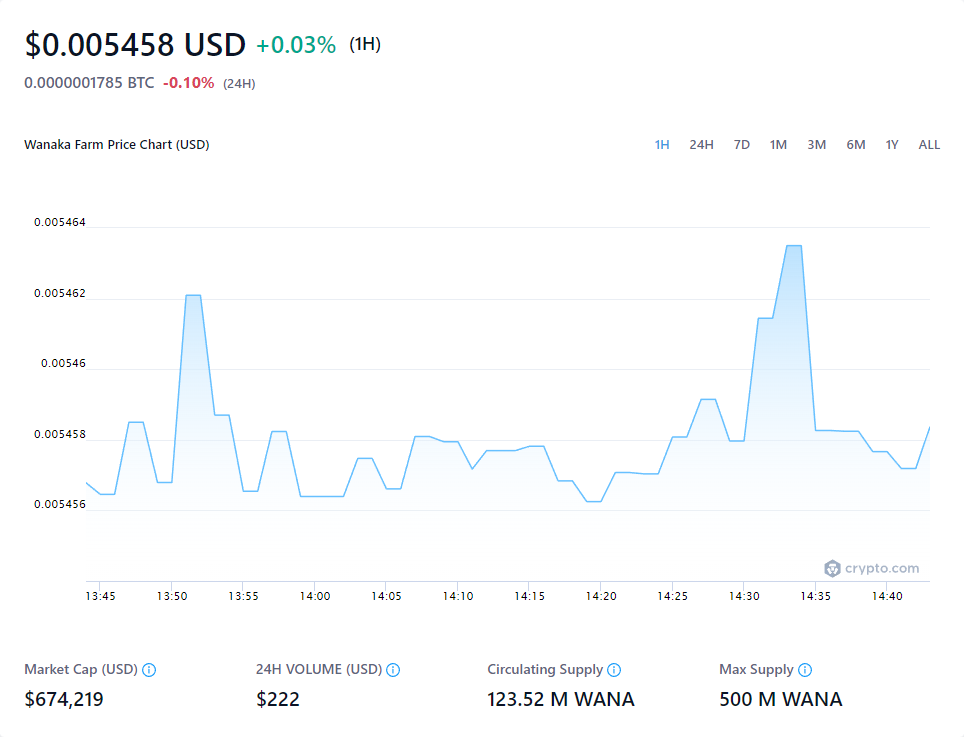 $0.005458 USD +0.03% (1H)
0.0000001785 BTC -0.10% (24H)
Wanaka Farm Price Chart (USD) 1H 24H 7D 1M 3M 6M 1Y ALL
0.005464
0.005462
0.00546
0.005458
0.005456
crypto.com
13:45 13:50 13:55 14:00 14:05 14:10 14:15 14:20 14:25 14:30 14:35 14:40
Market Cap (USD) 24H VOLUME (USD) Circulating Supply Max Supply
$674,219 $222 123.52 M WANA 500 M WANA